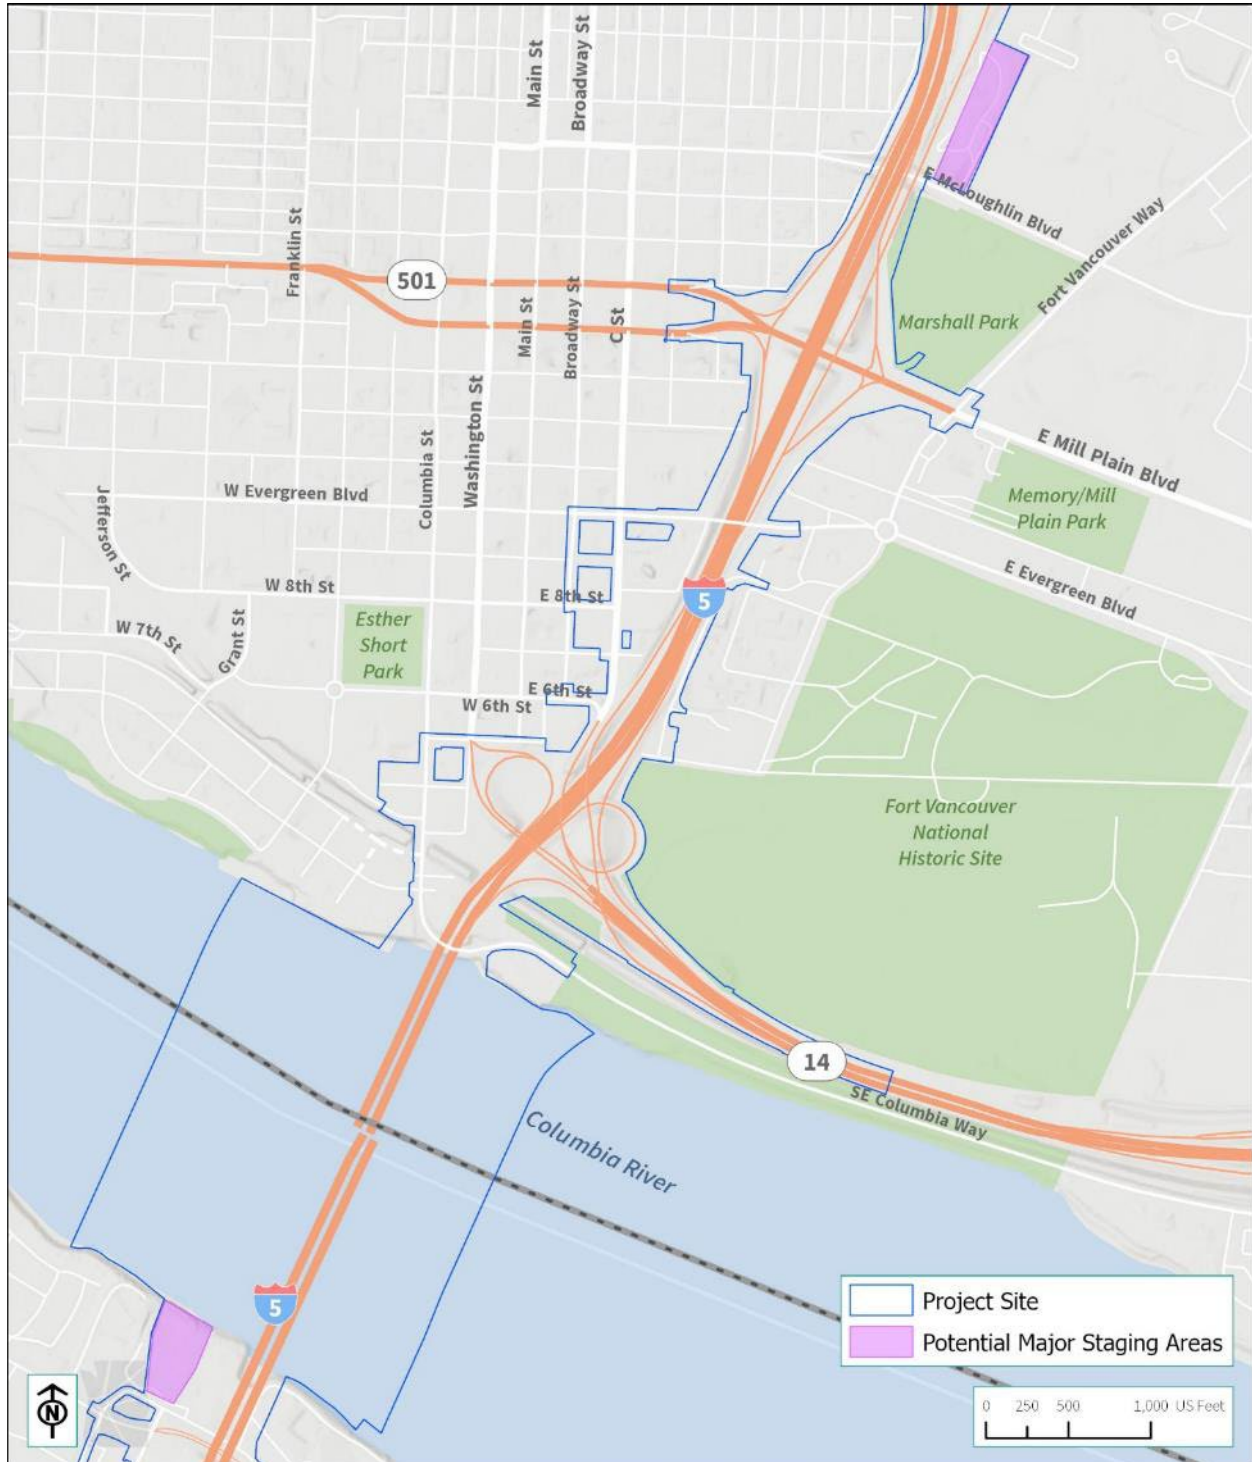 Main St
Broadway St
E McLoughlin Blvd
Fort Vancouver Way
Franklin St
501
Main St
Broadway St
C St
Marshall Park
Washington St
Columbia St
E Mill Plain Blvd
W Evergreen Blvd
Jefferson St
Memory/Mill
Plain Park
W 8th St
E 8th St
5
E Evergreen Blvd
W 7th St
Grant St
Esther
Short
Park
E 6th St
W 6th St
Fort Vancouver
National
Historic Site
14
SE Columbia Way
Columbia River
5
Project Site
Potential Major Staging Areas
N
0 250 500 1,000 US Feet